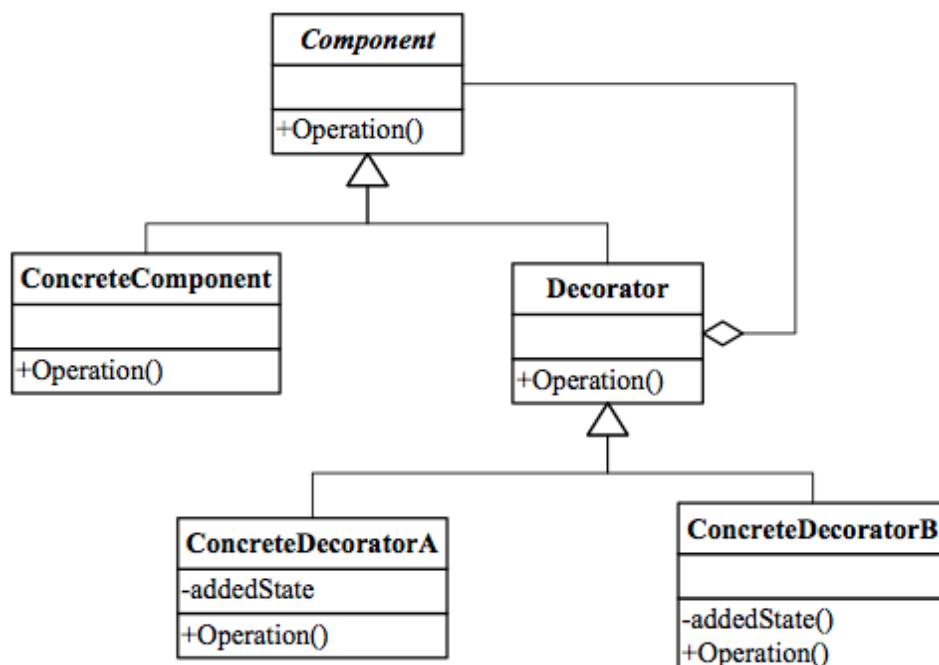 Component
+Operation()
ConcreteComponent
+Operation()
Decorator
+Operation()
ConcreteDecoratorA
-addedState
+Operation()
ConcreteDecoratorB
-addedState()
+Operation()